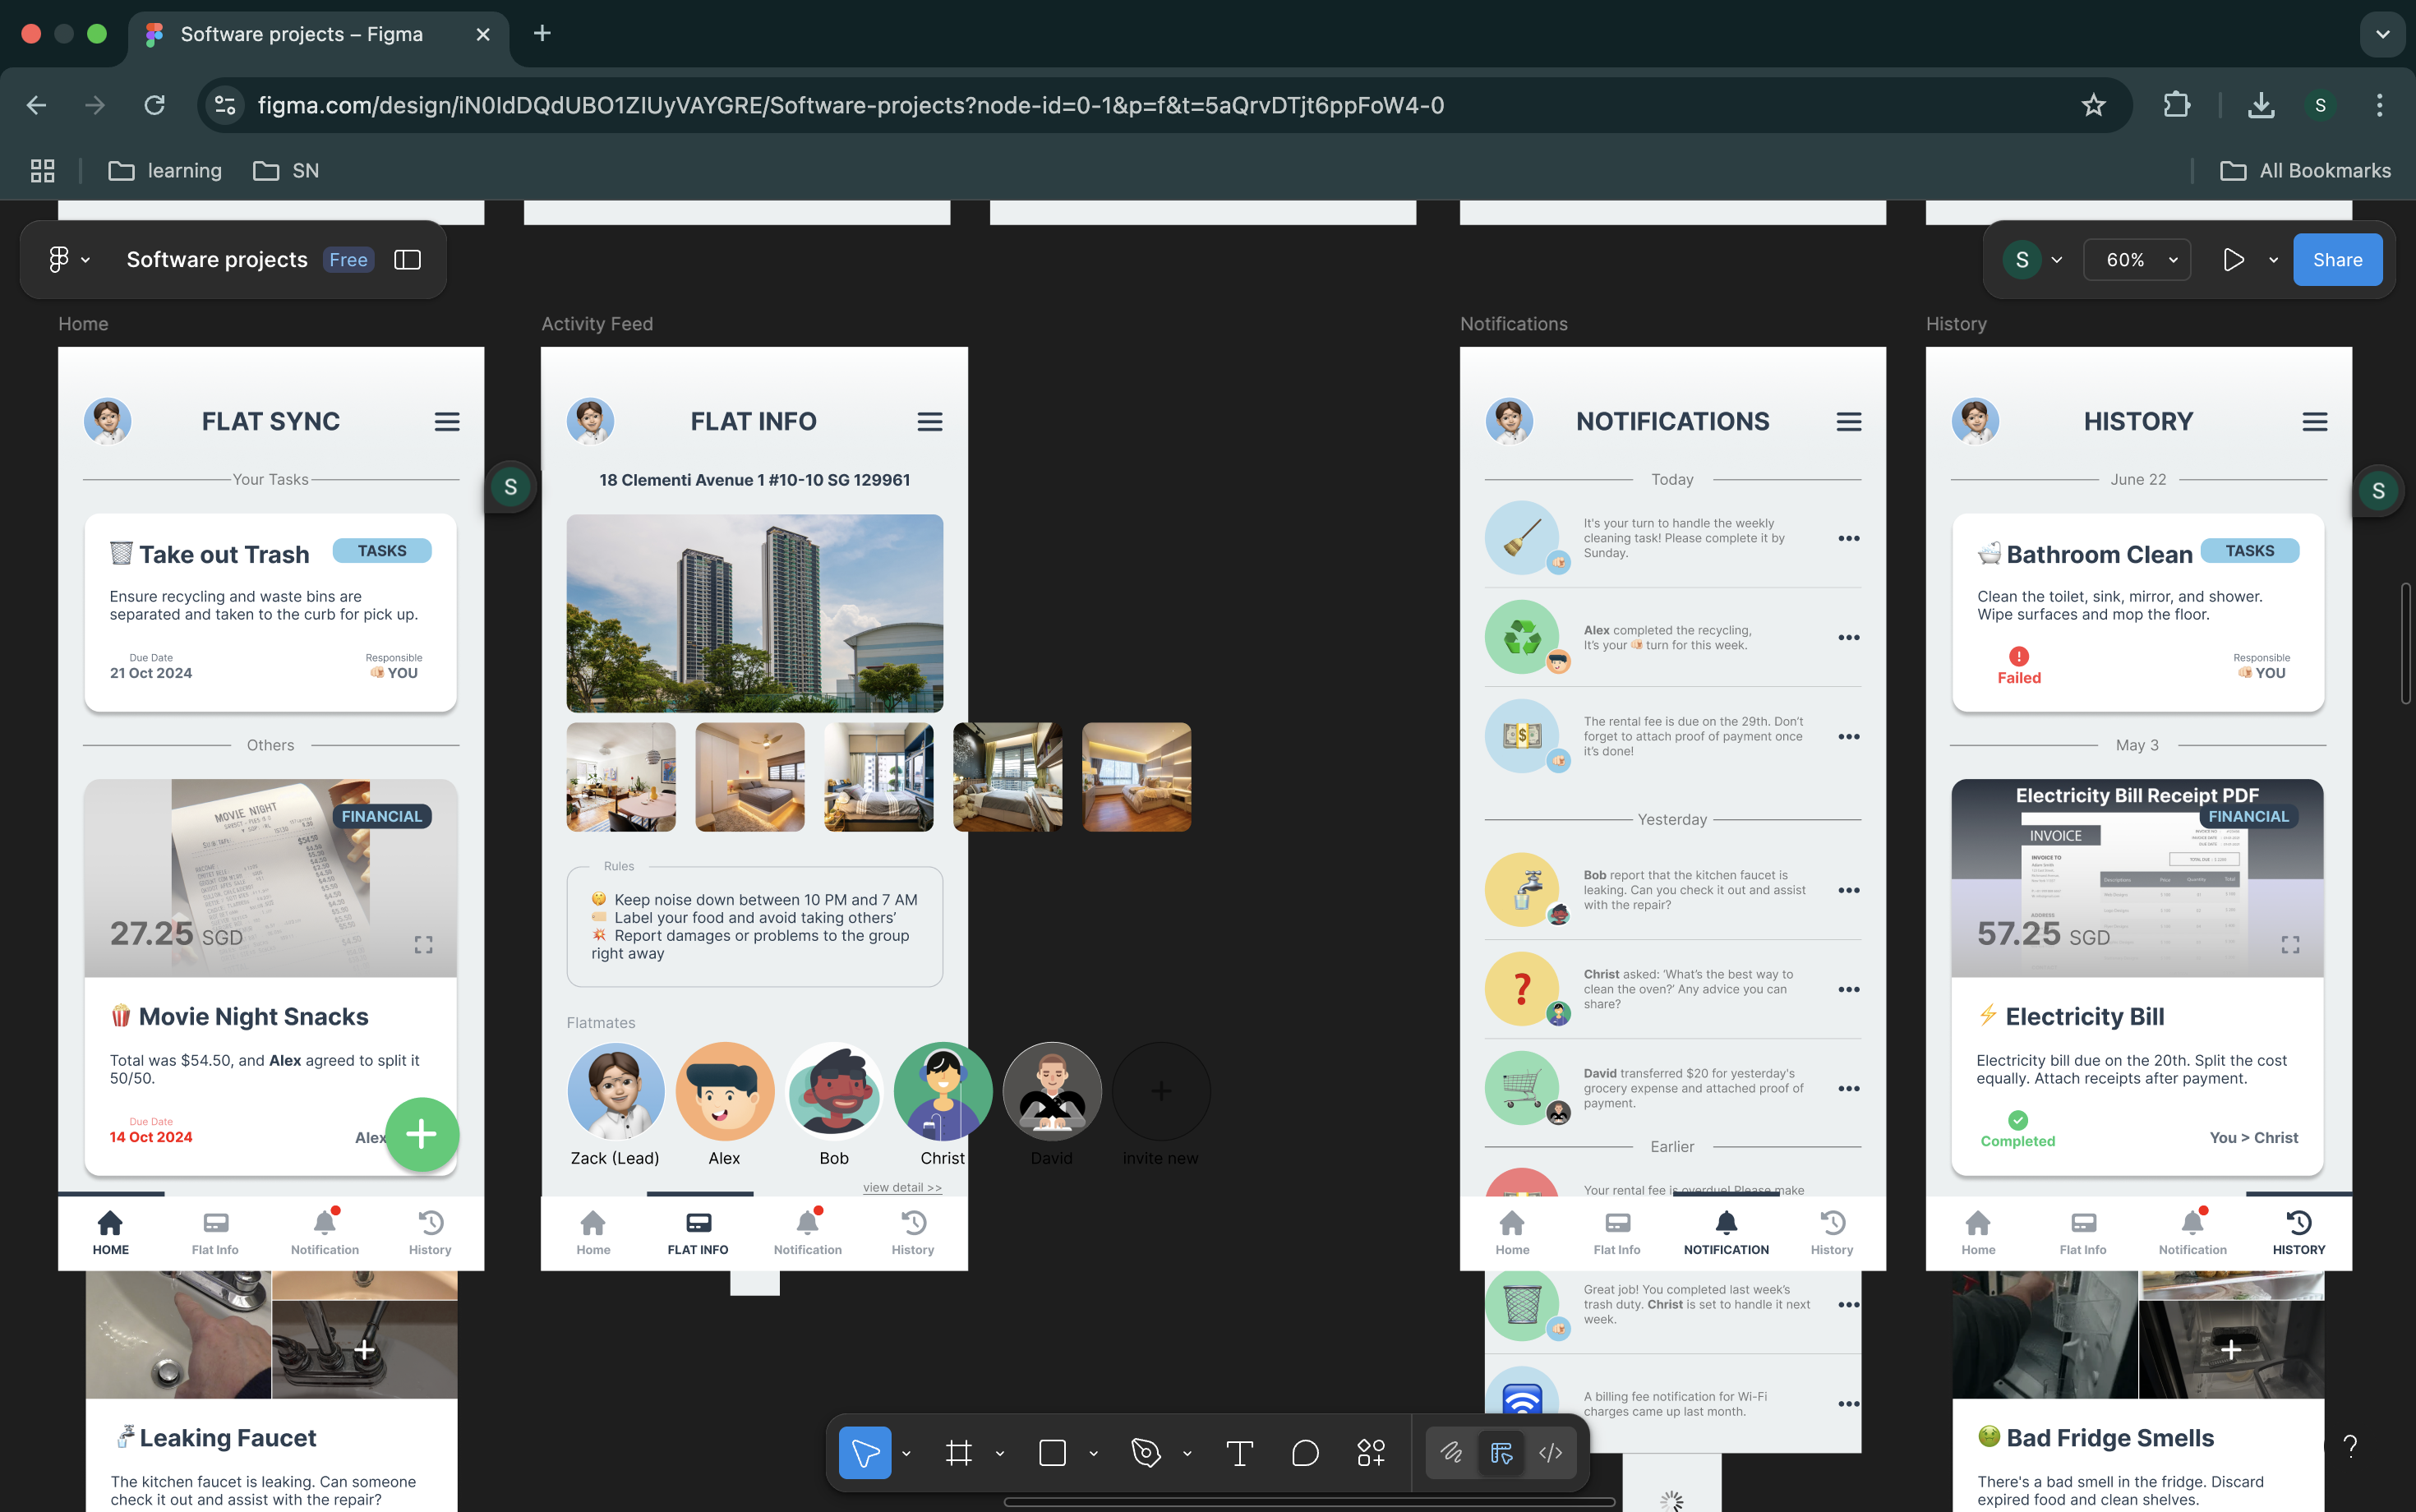 Software projects – Figma
figma.com/design/iN0IdDQdUBO1ZIUyVAYGRE/Software-projects?node-id=0-1&p=f&t=5aQrvDTjt6ppFoW4-0
S
learning
SN
All Bookmarks
Software projects
Free
S
60%
Share
Home
FLAT SYNC
Your Tasks
Take out Trash
TASKS
Ensure recycling and waste bins are
separated and taken to the curb for pick up.
Due Date
21 Oct 2024
Responsible
YOU
Others
MOVIE NIGHT
FINANCIAL
27.25 SGD
Movie Night Snacks
Total was $54.50, and Alex agreed to split it
50/50.
Due Date
14 Oct 2024
Alex
HOME
Flat Info
Notification
History
Leaking Faucet
The kitchen faucet is leaking. Can someone
check it out and assist with the repair?
S
Activity Feed
FLAT INFO
18 Clementi Avenue 1 #10-10 SG 129961
Rules
Keep noise down between 10 PM and 7 AM
Label your food and avoid taking others’
Report damages or problems to the group
right away
Flatmates
Zack (Lead)
Alex
Bob
Christ
David
invite new
view detail >>
Home
FLAT INFO
Notification
History
Notifications
NOTIFICATIONS
Today
It's your turn to handle the weekly
cleaning task! Please complete it by
Sunday.
Alex completed the recycling,
It’s your turn for this week.
The rental fee is due on the 29th. Don’t
forget to attach proof of payment once
it’s done!
Yesterday
Bob report that the kitchen faucet is
leaking. Can you check it out and assist
with the repair?
Christ asked: ‘What’s the best way to
clean the oven?’ Any advice you can
share?
David transferred $20 for yesterday's
grocery expense and attached proof of
payment.
Earlier
Your rental fee is overdue! Please make
Home
Flat Info
NOTIFICATION
History
Great job! You completed last week’s
trash duty. Christ is set to handle it next
week.
A billing fee notification for Wi-Fi
charges came up last month.
History
HISTORY
June 22
Bathroom Clean
TASKS
Clean the toilet, sink, mirror, and shower.
Wipe surfaces and mop the floor.
Failed
Responsible
YOU
May 3
Electricity Bill Receipt PDF
FINANCIAL
INVOICE
INVOICE TO
57.25 SGD
Electricity Bill
Electricity bill due on the 20th. Split the cost
equally. Attach receipts after payment.
Completed
You > Christ
Home
Flat Info
Notification
HISTORY
Bad Fridge Smells
There's a bad smell in the fridge. Discard
expired food and clean shelves.
S